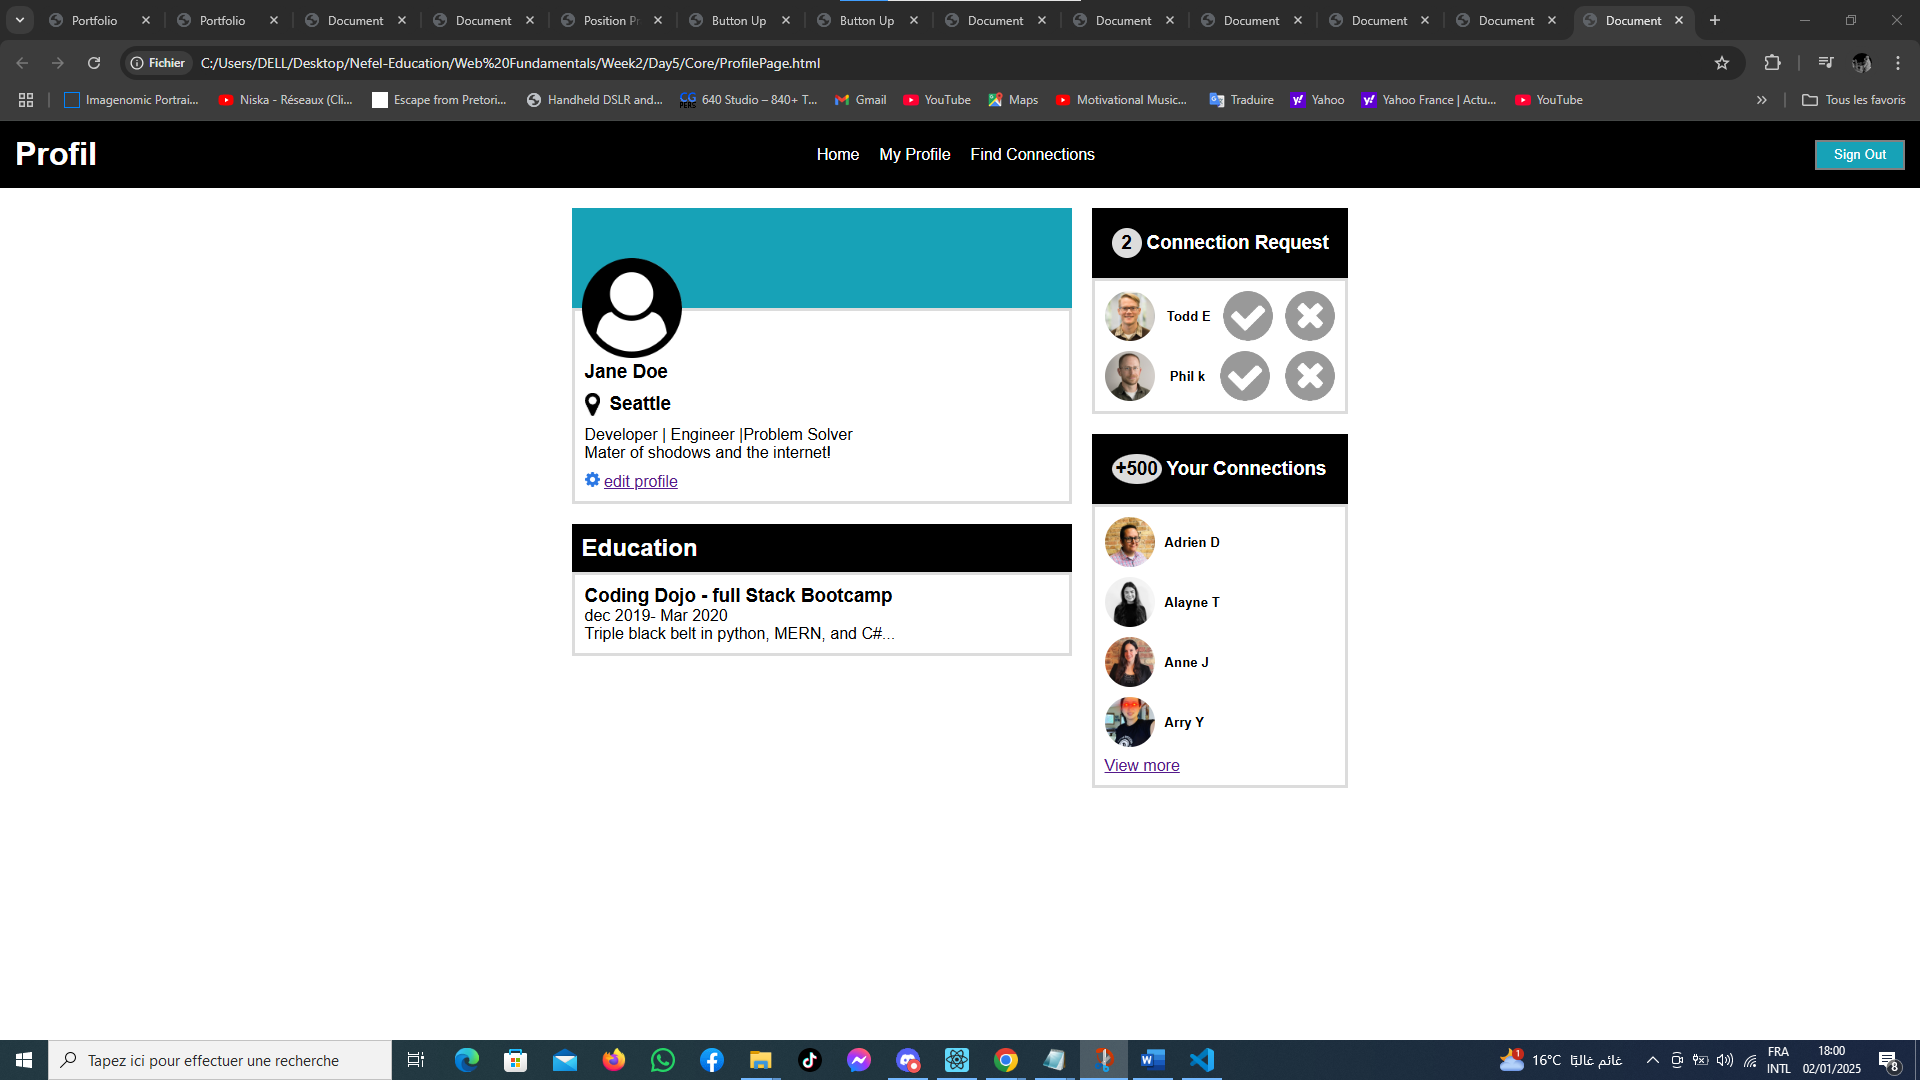 Portfolio
Portfolio
Document
Document
Position Pr
Button Up
Button Up
Document
Document
Document
Document
Document
Document
Fichier
C:/Users/DELL/Desktop/Nefel-Education/Web%20Fundamentals/Week2/Day5/Core/ProfilePage.html
Imagenomic Portrai...
Niska - Réseaux (Cli...
Escape from Pretori...
Handheld DSLR and...
640 Studio – 840+ T...
Gmail
YouTube
Maps
Motivational Music...
Traduire
Yahoo
Yahoo France | Actu...
YouTube
Tous les favoris
Profil
Home
My Profile
Find Connections
Sign Out
Jane Doe
Seattle
Developer | Engineer |Problem Solver
Mater of shodows and the internet!
edit profile
Education
Coding Dojo - full Stack Bootcamp
dec 2019- Mar 2020
Triple black belt in python, MERN, and C#...
2 Connection Request
Todd E
Phil k
+500 Your Connections
Adrien D
Alayne T
Anne J
Arry Y
View more
Tapez ici pour effectuer une recherche
1
16°C غائم غالبًا
FRA
INTL
18:00
02/01/2025
8